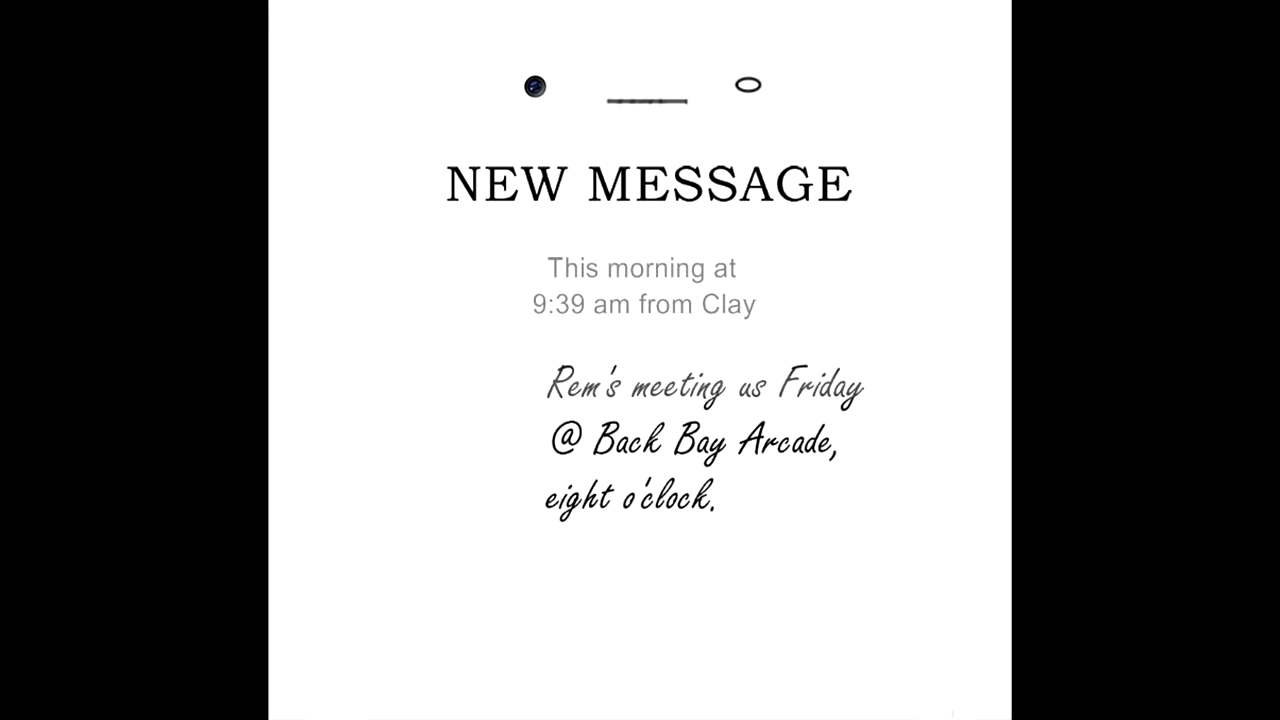 NEW MESSAGE
This morning at
9:39 am from Clay
Rem's meeting us Friday
@ Back Bay Arcade,
eight o'clock.